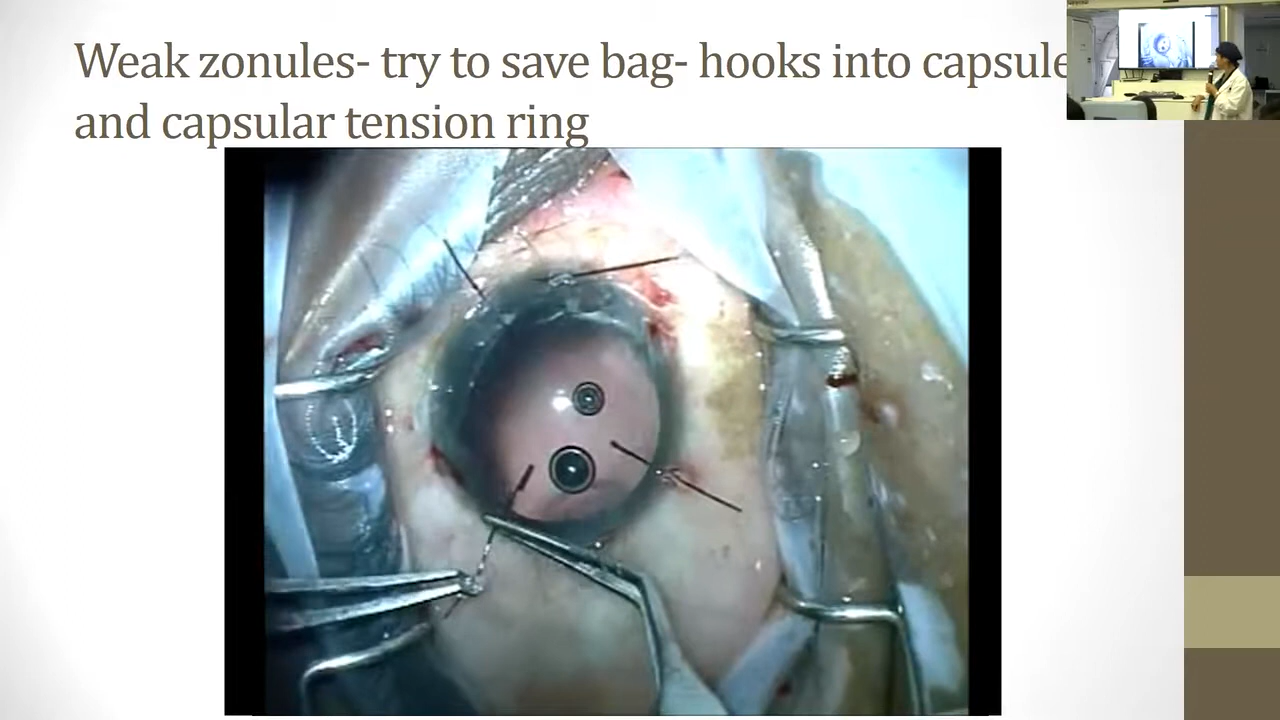 Weak zonules- try to save bag- hooks into capsule
and capsular tension ring